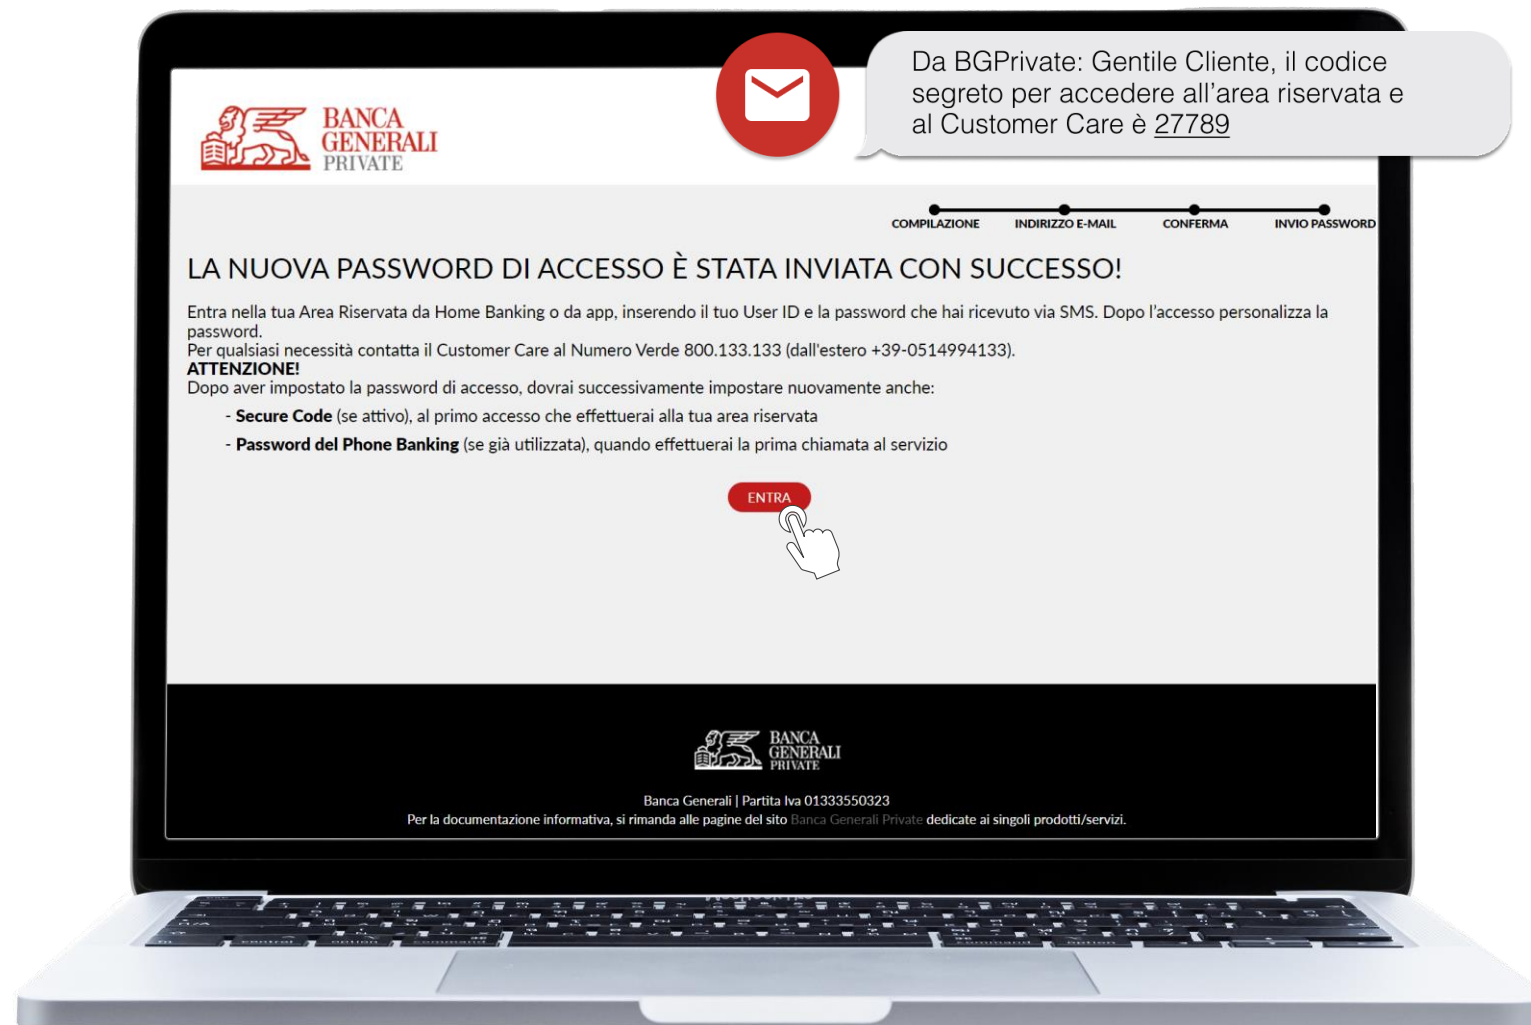 Da BGPrivate: Gentile Cliente, il codice
segreto per accedere all'area riservata e
al Customer Care è 27789
BANCA
GENERALI
PRIVATE
COMPILAZIONE INDIRIZZO E-MAIL CONFERMA INVIO PASSWORD
LA NUOVA PASSWORD DI ACCESSO È STATA INVIATA CON SUCCESSO!
Entra nella tua Area Riservata da Home Banking o da app, inserendo il tuo User ID e la password che hai ricevuto via SMS. Dopo l'accesso personalizza la
password.
Per qualsiasi necessità contatta il Customer Care al Numero Verde 800.133.133 (dall'estero +39-0514994133).
ATTENZIONE!
Dopo aver impostato la password di accesso, dovrai successivamente impostare nuovamente anche:
- Secure Code (se attivo), al primo accesso che effettuerai alla tua area riservata
- Password del Phone Banking (se già utilizzata), quando effettuerai la prima chiamata al servizio
ENTRA
BANCA
GENERALI
PRIVATE
Banca Generali | Partita Iva 01333550323
Per la documentazione informativa, si rimanda alle pagine del sito Banca Generali Private dedicate ai singoli prodotti/servizi.
control option command command option